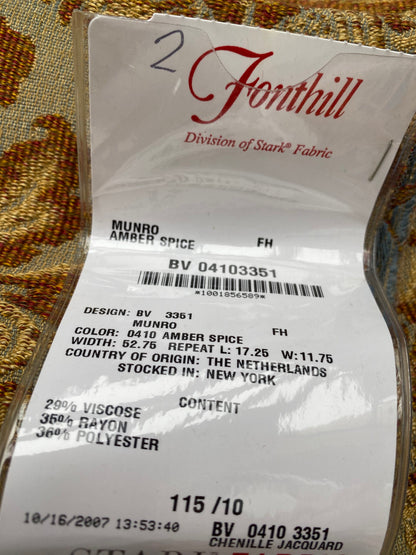 2
Fonthill
Division of Stark® Fabric
MUNRO
AMBER SPICE FH
BV 04103351
*1001856589*
DESIGN: BV 3351
MUNRO FH
COLOR: 0410 AMBER SPICE
WIDTH: 52.75 REPEAT L: 17.25 W: 11.75
COUNTRY OF ORIGIN: THE NETHERLANDS
STOCKED IN: NEW YORK
CONTENT
29% VISCOSE
35% RAYON
36% POLYESTER
115 /10
10/16/2007 13:53:40 BV 0410 3351
CHENILLE JACQUARD